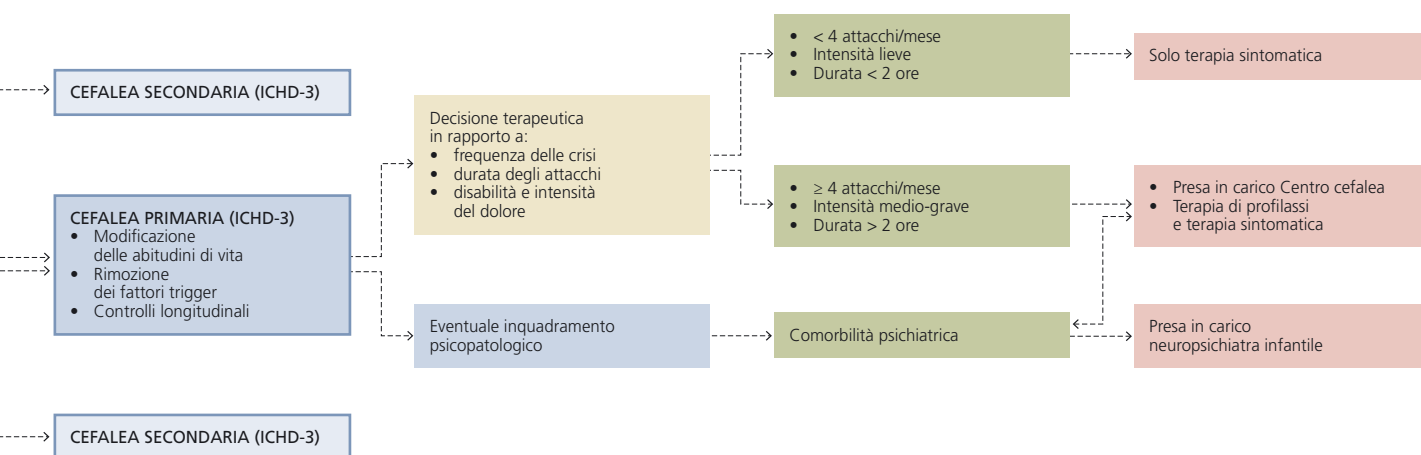 CEFALEA SECONDARIA (ICHD-3)
CEFALEA PRIMARIA (ICHD-3)
• Modificazione
delle abitudini di vita
• Rimozione
dei fattori trigger
• Controlli longitudinali
CEFALEA SECONDARIA (ICHD-3)
Decisione terapeutica
in rapporto a:
• frequenza delle crisi
• durata degli attacchi
• disabilità e intensità
del dolore
Eventuale inquadramento
psicopatologico
• < 4 attacchi/mese
• Intensità lieve
• Durata < 2 ore
• ≥ 4 attacchi/mese
• Intensità medio-grave
• Durata > 2 ore
Comorbilità psichiatrica
Solo terapia sintomatica
• Presa in carico Centro cefalea
• Terapia di profilassi
e terapia sintomatica
Presa in carico
neuropsichiatra infantile